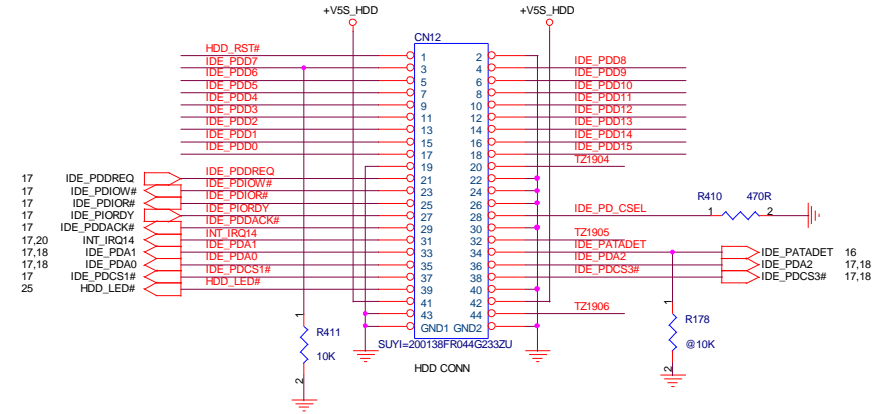 +V5S_HDD +V5S_HDD
CN12
HDD_RST# 1 2
IDE_PDD7 3 4 IDE_PDD8
IDE_PDD6 5 6 IDE_PDD9
IDE_PDD5 7 8 IDE_PDD10
IDE_PDD4 9 10 IDE_PDD11
IDE_PDD3 11 12 IDE_PDD12
IDE_PDD2 13 14 IDE_PDD13
IDE_PDD1 15 16 IDE_PDD14
IDE_PDD0 17 18 IDE_PDD15
19 20 TZ1904
17 IDE_PDDREQ IDE_PDDREQ 21 22
17 IDE_PDIOW# IDE_PDIOW# 23 24
17 IDE_PDIOR# IDE_PDIOR# 25 26
R410 470R
17 IDE_PIORDY IDE_PIORDY 27 28 IDE_PD_CSEL 1 2
17 IDE_PDDACK# IDE_PDDACK# 29 30
17,20 INT_IRQ14 INT_IRQ14 31 32 TZ1905
17,18 IDE_PDA1 IDE_PDA1 33 34 IDE_PATADET IDE_PATADET 16
17,18 IDE_PDA0 IDE_PDA0 35 36 IDE_PDA2 IDE_PDA2 17,18
17 IDE_PDCS1# IDE_PDCS1# 37 38 IDE_PDCS3# IDE_PDCS3# 17,18
25 HDD_LED# HDD_LED# 39 40
41 42
43 44 TZ1906
GND1 GND2
1 1
R411 R178
10K @10K
2 2
SUYI=200138FR044G233ZU
HDD CONN